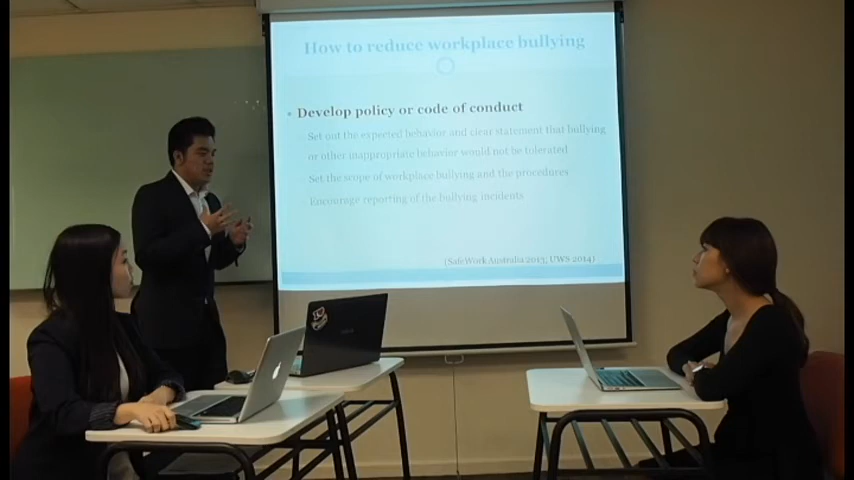 How to reduce workplace bullying
Develop policy or code of conduct
Set out the expected behavior and clear statement that bullying
or other inappropriate behavior would not be tolerated
Set the scope of workplace bullying and the procedures
Encourage reporting of the bullying incidents
(SafeWork Australia 2013; UWS 2014)